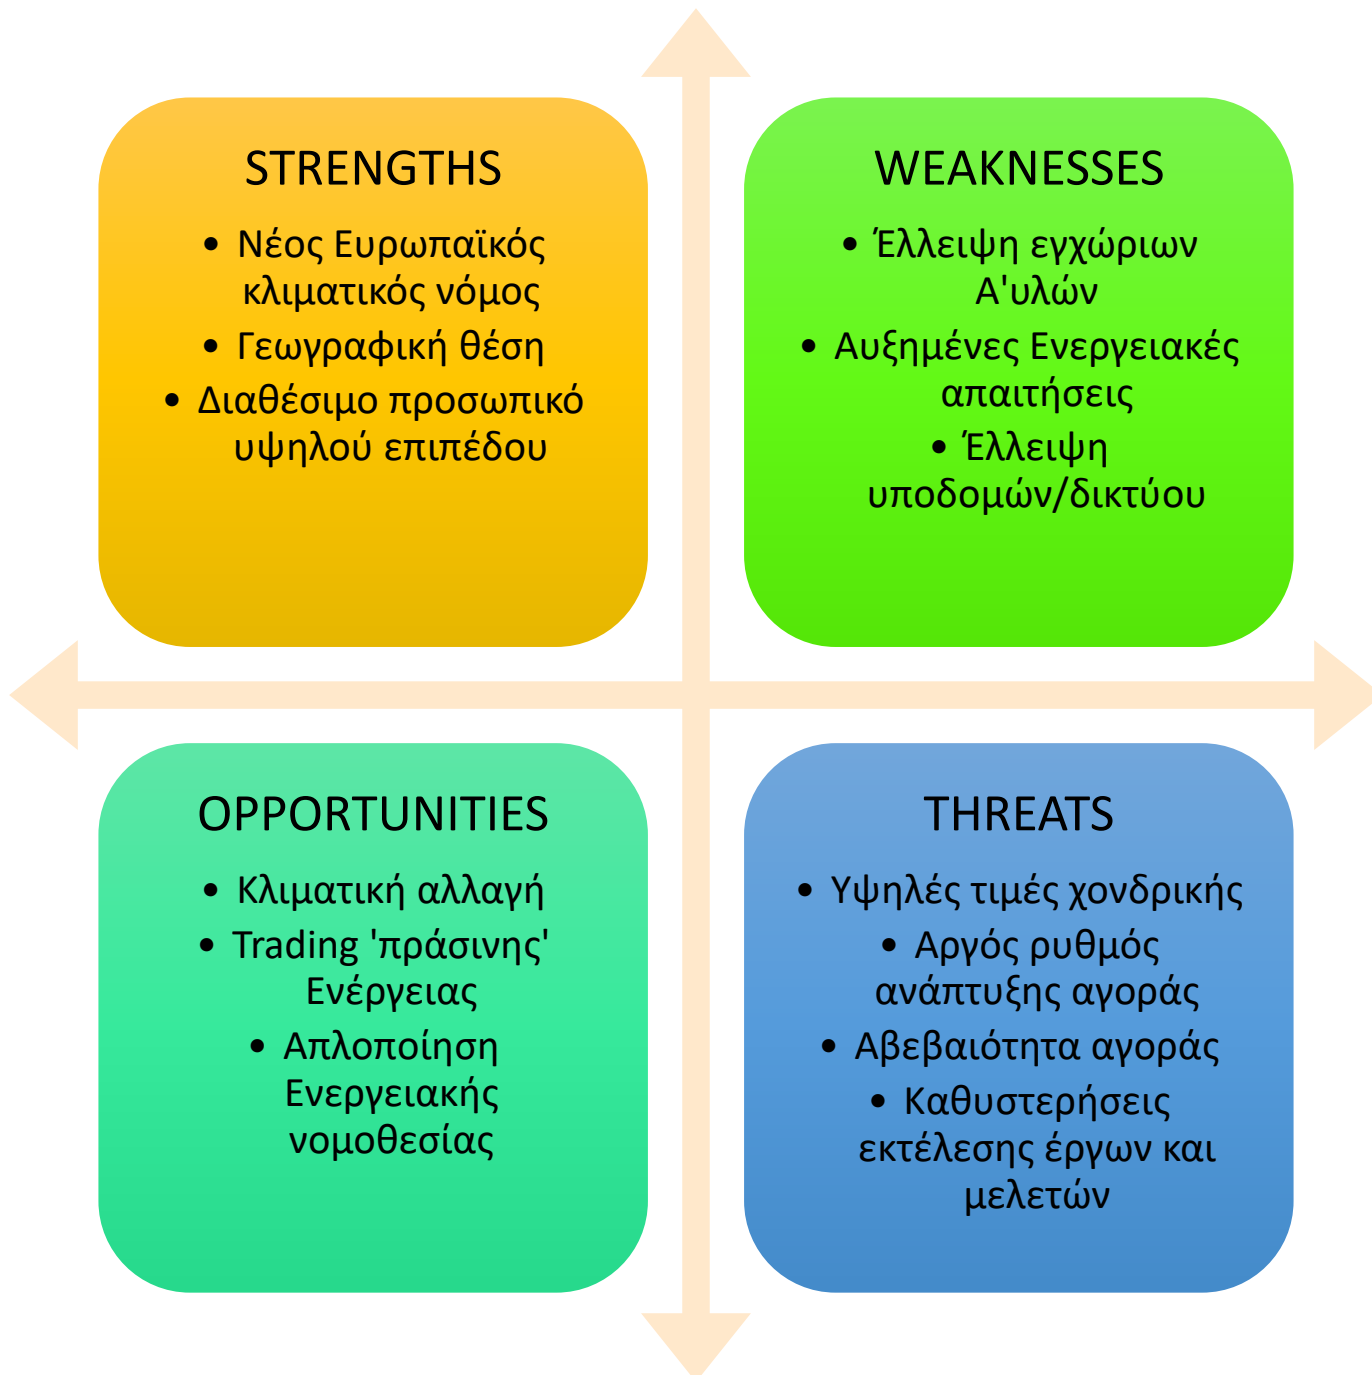 STRENGTHS
• Νέος Ευρωπαϊκός
κλιματικός νόμος
• Γεωγραφική θέση
• Διαθέσιμο προσωπικό
υψηλού επιπέδου
WEAKNESSES
• Έλλειψη εγχώριων
Α'υλών
• Αυξημένες Ενεργειακές
απαιτήσεις
• Έλλειψη
υποδομών/δικτύου
OPPORTUNITIES
• Κλιματική αλλαγή
• Trading 'πράσινης'
Ενέργειας
• Απλοποίηση
Ενεργειακής
νομοθεσίας
THREATS
• Υψηλές τιμές χονδρικής
• Αργός ρυθμός
ανάπτυξης αγοράς
• Αβεβαιότητα αγοράς
• Καθυστερήσεις
εκτέλεσης έργων και
μελετών